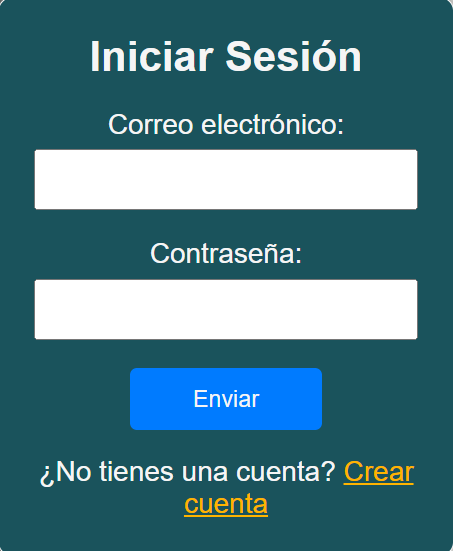 Iniciar Sesión
Correo electrónico:
Contraseña:
Enviar
¿No tienes una cuenta? Crear
cuenta